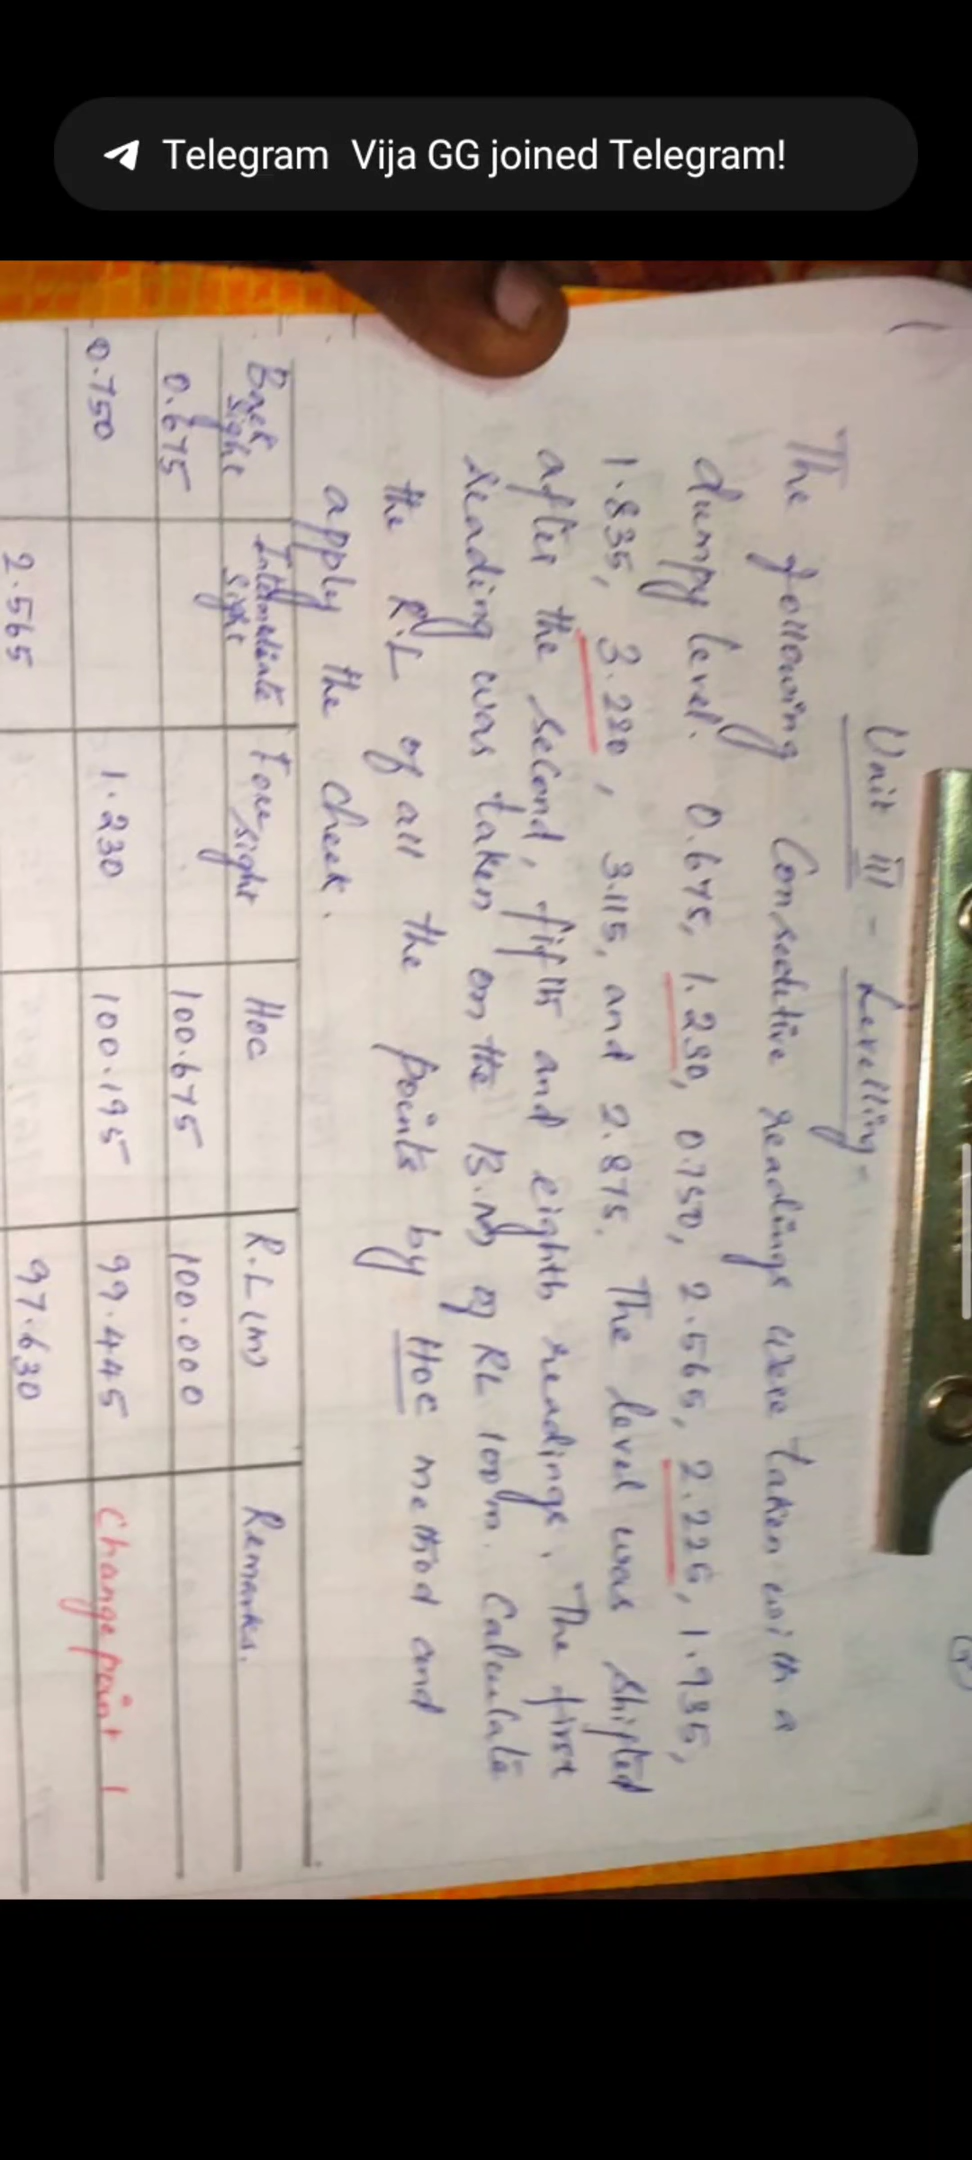 Telegram Vija GG joined Telegram!
Unit III - Levelling -
The following Consecutive readings were taken with a
dumpy level. 0.675, 1.230, 0.750, 2.565, 2.225, 1.935,
1.835, 3.220, 3.115, and 2.875. The level was shifted
after the second, fifth and eighth readings. The first
reading was taken on the B.M of RL 100m. Calculate
the R.L of all the points by HOC method and
apply the check.
Back sight Intermediate sight Fore sight HOC R.L (m) Remarks.
0.675 100.675 100.000
0.750 1.230 100.195 99.445 Change point 1
2.565 97.630